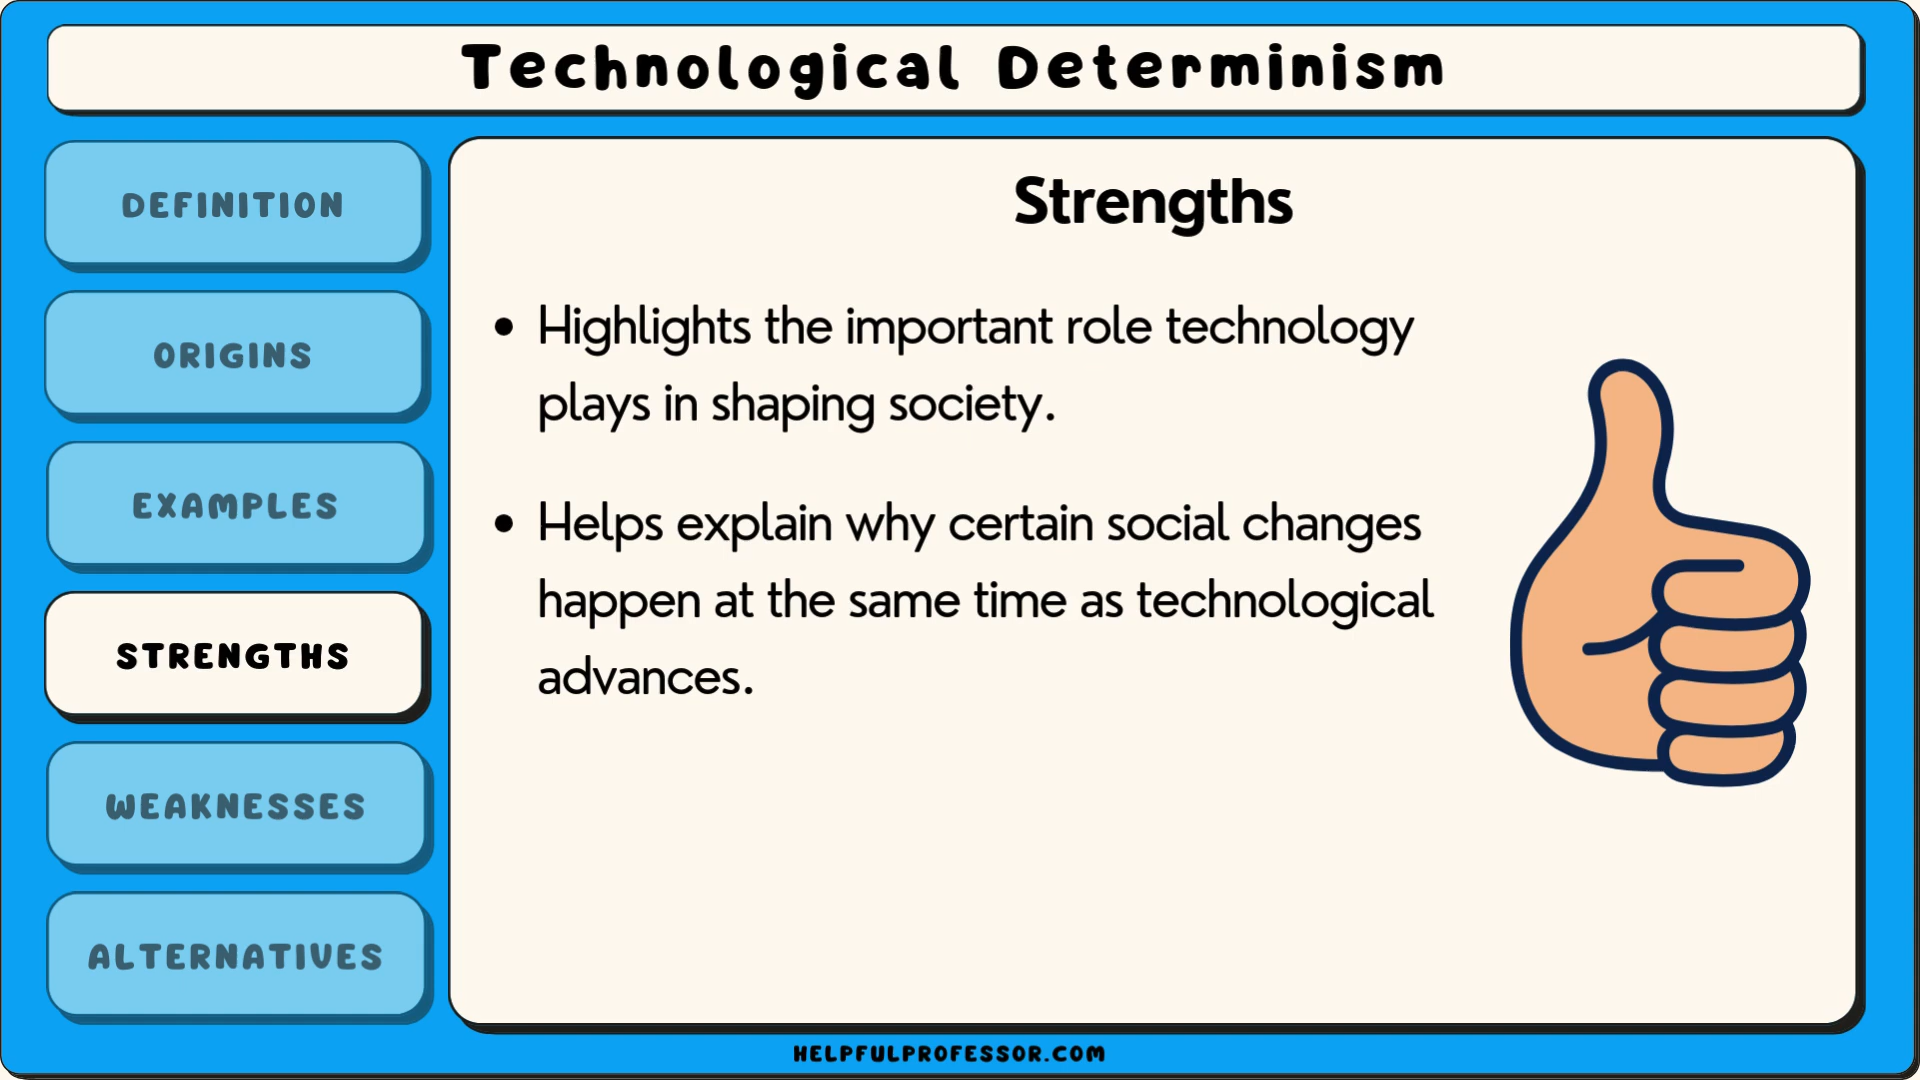 Technological Determinism
DEFINITION
ORIGINS
EXAMPLES
STRENGTHS
WEAKNESSES
ALTERNATIVES
Strengths
• Highlights the important role technology
plays in shaping society.
• Helps explain why certain social changes
happen at the same time as technological
advances.
HELPFULPROFESSOR.COM